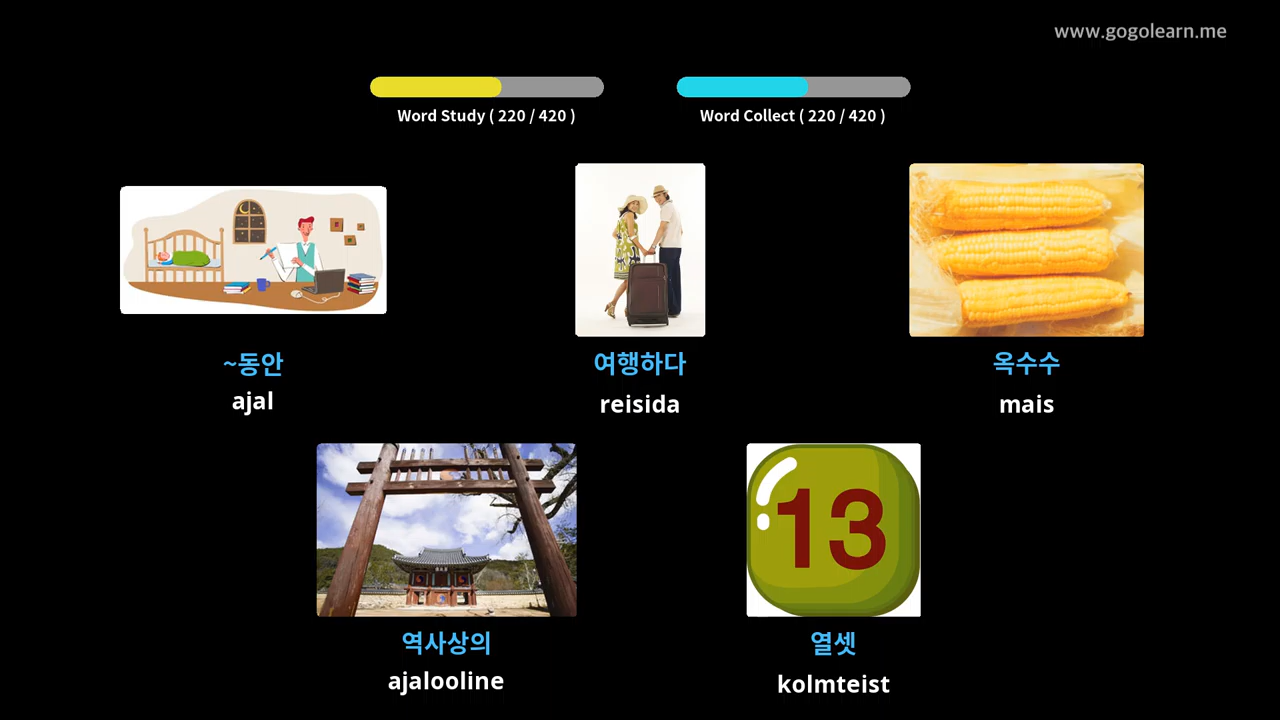 www.gogolearn.me
Word Study ( 220 / 420 )
Word Collect ( 220 / 420 )
~동안
ajal
여행하다
reisida
옥수수
mais
역사상의
ajalooline
13
열셋
kolmteist